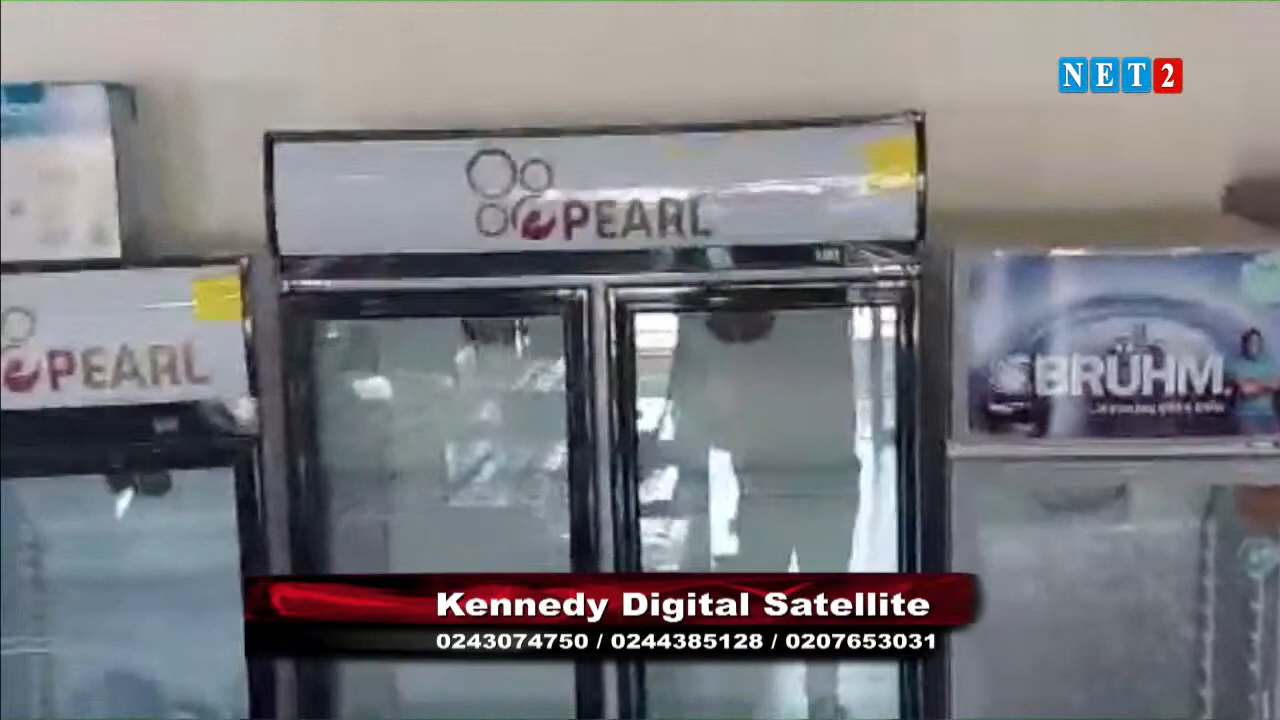 NET2
PEARL
PEARL
BRÜHM.
Kennedy Digital Satellite
0243074750 / 0244385128 / 0207653031